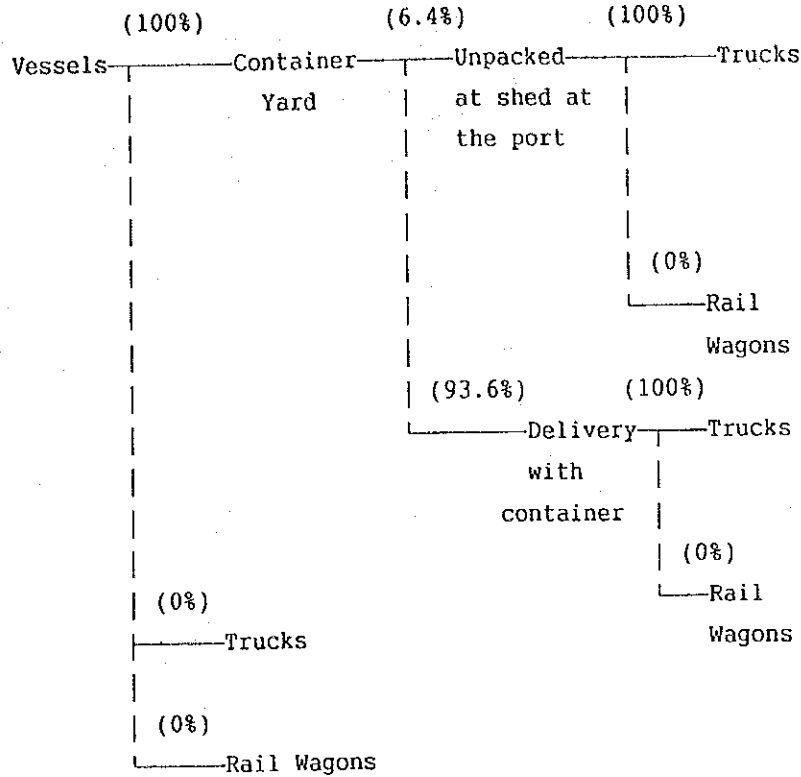 (100%) (6.4%) (100%)
Vessels Container Unpacked Trucks
Yard at shed at
the port
(0%)
Rail
Wagons
(93.6%) (100%)
Delivery Trucks
with
container
(0%)
(0%) Rail
Trucks Wagons
(0%)
Rail Wagons